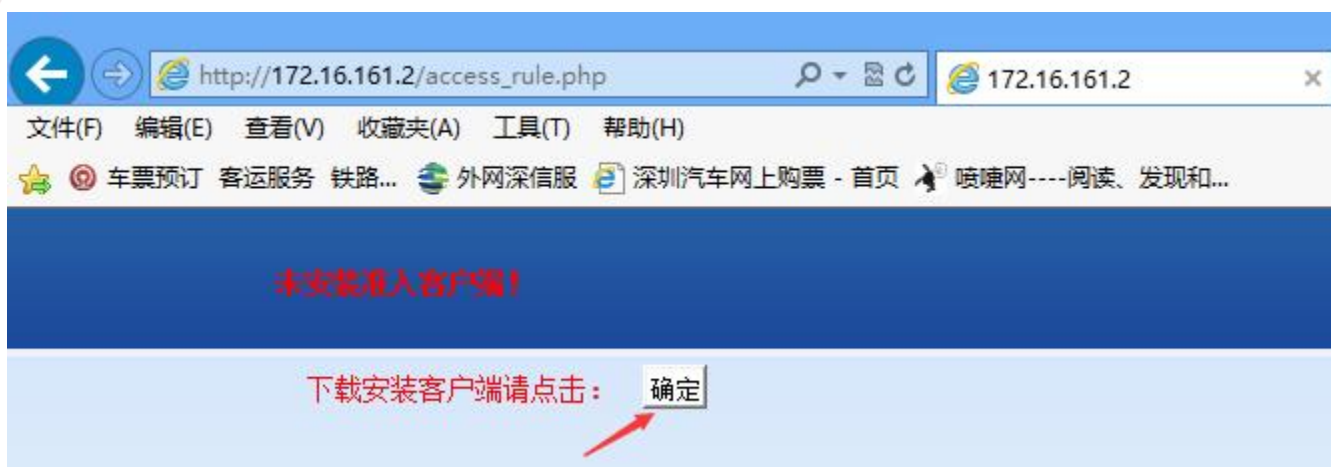 http://172.16.161.2/access_rule.php
172.16.161.2
文件(F) 编辑(E) 查看(V) 收藏夹(A) 工具(T) 帮助(H)
车票预订 客运服务 铁路... 外网深信服 深圳汽车网上购票 - 首页 喷嚏网----阅读、发现和...
未安装准入客户端！
下载安装客户端请点击： 确定